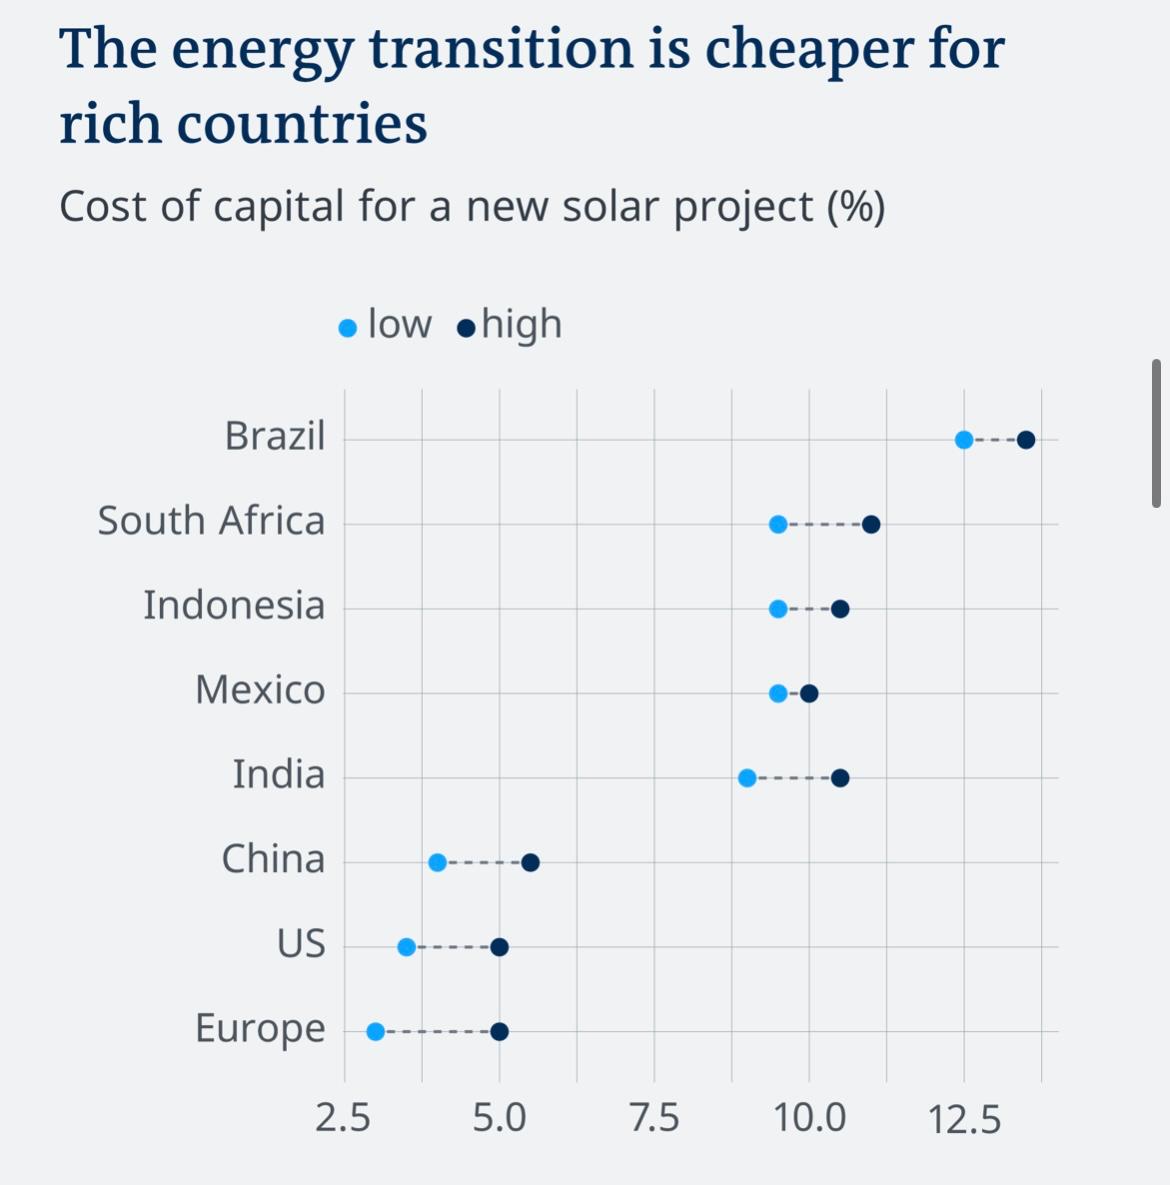 The energy transition is cheaper for
rich countries
Cost of capital for a new solar project (%)
low high
Brazil
South Africa
Indonesia
Mexico
India
China
US
Europe
2.5 5.0 7.5 10.0 12.5